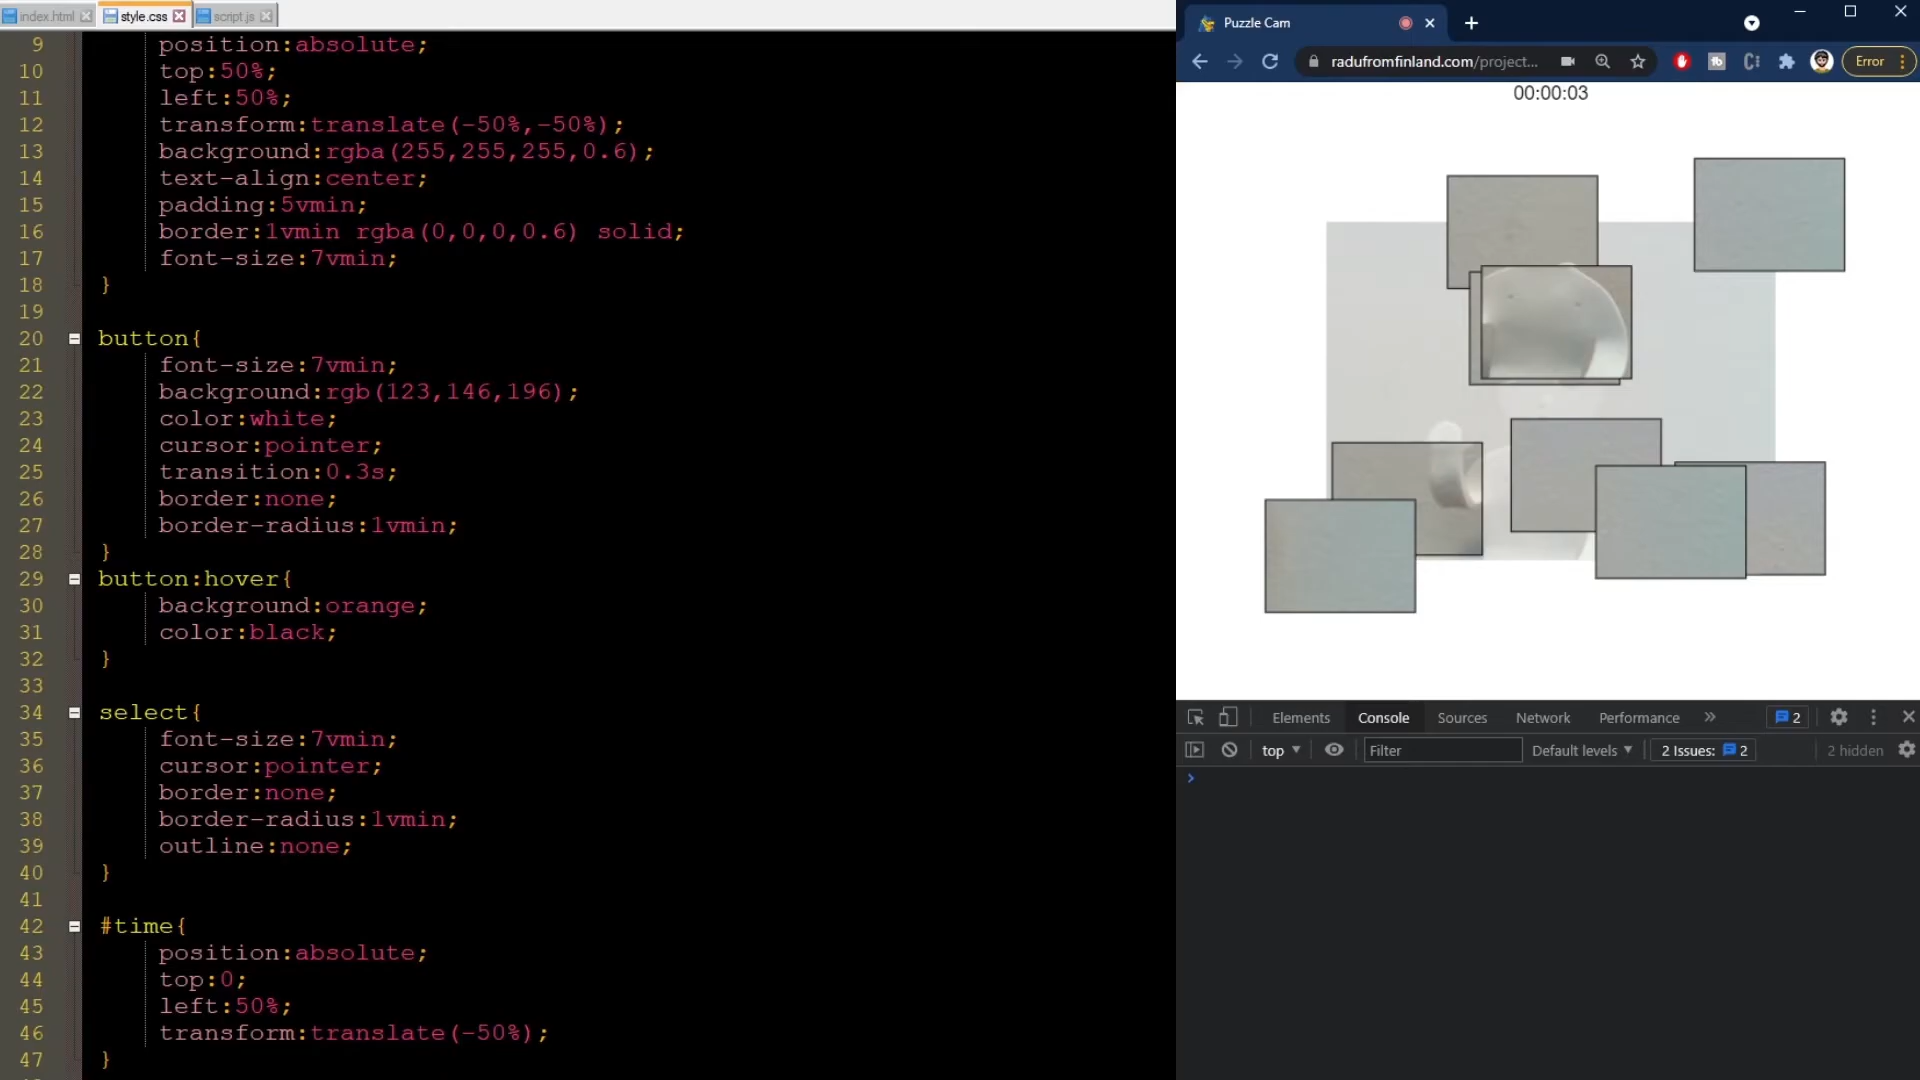 index.html
style.css
script.js
9 position:absolute;
10 top:50%;
11 left:50%;
12 transform:translate(-50%,-50%);
13 background:rgba(255,255,255,0.6);
14 text-align:center;
15 padding:5vmin;
16 border:1vmin rgba(0,0,0,0.6) solid;
17 font-size:7vmin;
18 }
19
20 button{
21 font-size:7vmin;
22 background:rgb(123,146,196);
23 color:white;
24 cursor:pointer;
25 transition:0.3s;
26 border:none;
27 border-radius:1vmin;
28 }
29 button:hover{
30 background:orange;
31 color:black;
32 }
33
34 select{
35 font-size:7vmin;
36 cursor:pointer;
37 border:none;
38 border-radius:1vmin;
39 outline:none;
40 }
41
42 #time{
43 position:absolute;
44 top:0;
45 left:50%;
46 transform:translate(-50%);
47 }
Puzzle Cam
radufromfinland.com/project...
Error
00:00:03
Elements Console Sources Network Performance 2
top Filter Default levels 2 Issues: 2 2 hidden